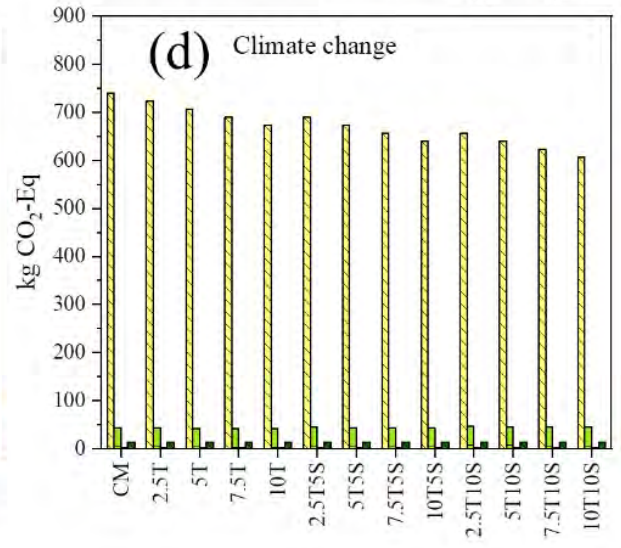 900
800
700
600
500
400
300
200
100
0
kg CO₂-Eq
(d) Climate change
CM
2.5T
5T
7.5T
10T
2.5T5S
5T5S
7.5T5S
10T5S
2.5T10S
5T10S
7.5T10S
10T10S